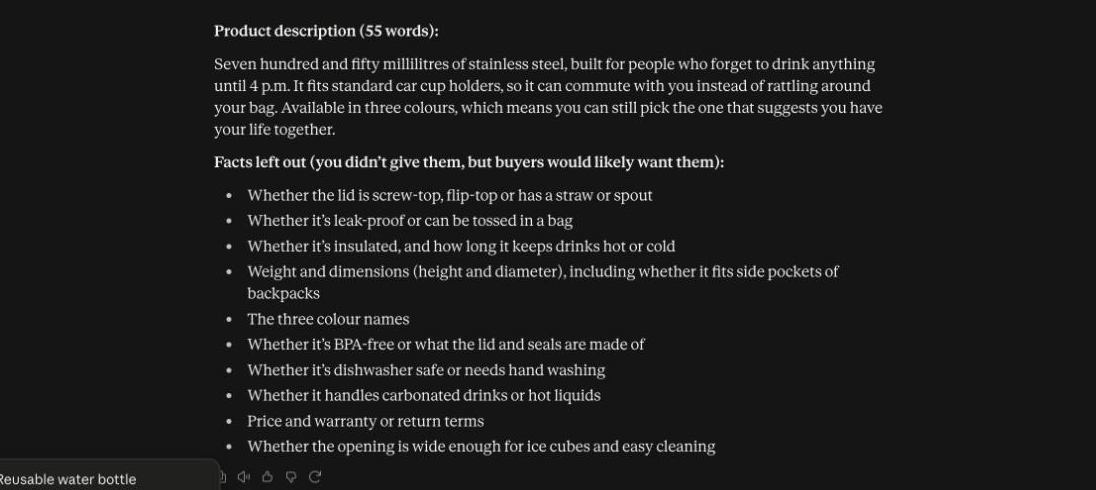 Product description (55 words):
Seven hundred and fifty millilitres of stainless steel, built for people who forget to drink anything
until 4 p.m. It fits standard car cup holders, so it can commute with you instead of rattling around
your bag. Available in three colours, which means you can still pick the one that suggests you have
your life together.
Facts left out (you didn’t give them, but buyers would likely want them):
• Whether the lid is screw-top, flip-top or has a straw or spout
• Whether it’s leak-proof or can be tossed in a bag
• Whether it’s insulated, and how long it keeps drinks hot or cold
• Weight and dimensions (height and diameter), including whether it fits side pockets of
backpacks
• The three colour names
• Whether it’s BPA-free or what the lid and seals are made of
• Whether it’s dishwasher safe or needs hand washing
• Whether it handles carbonated drinks or hot liquids
• Price and warranty or return terms
• Whether the opening is wide enough for ice cubes and easy cleaning
Reusable water bottle